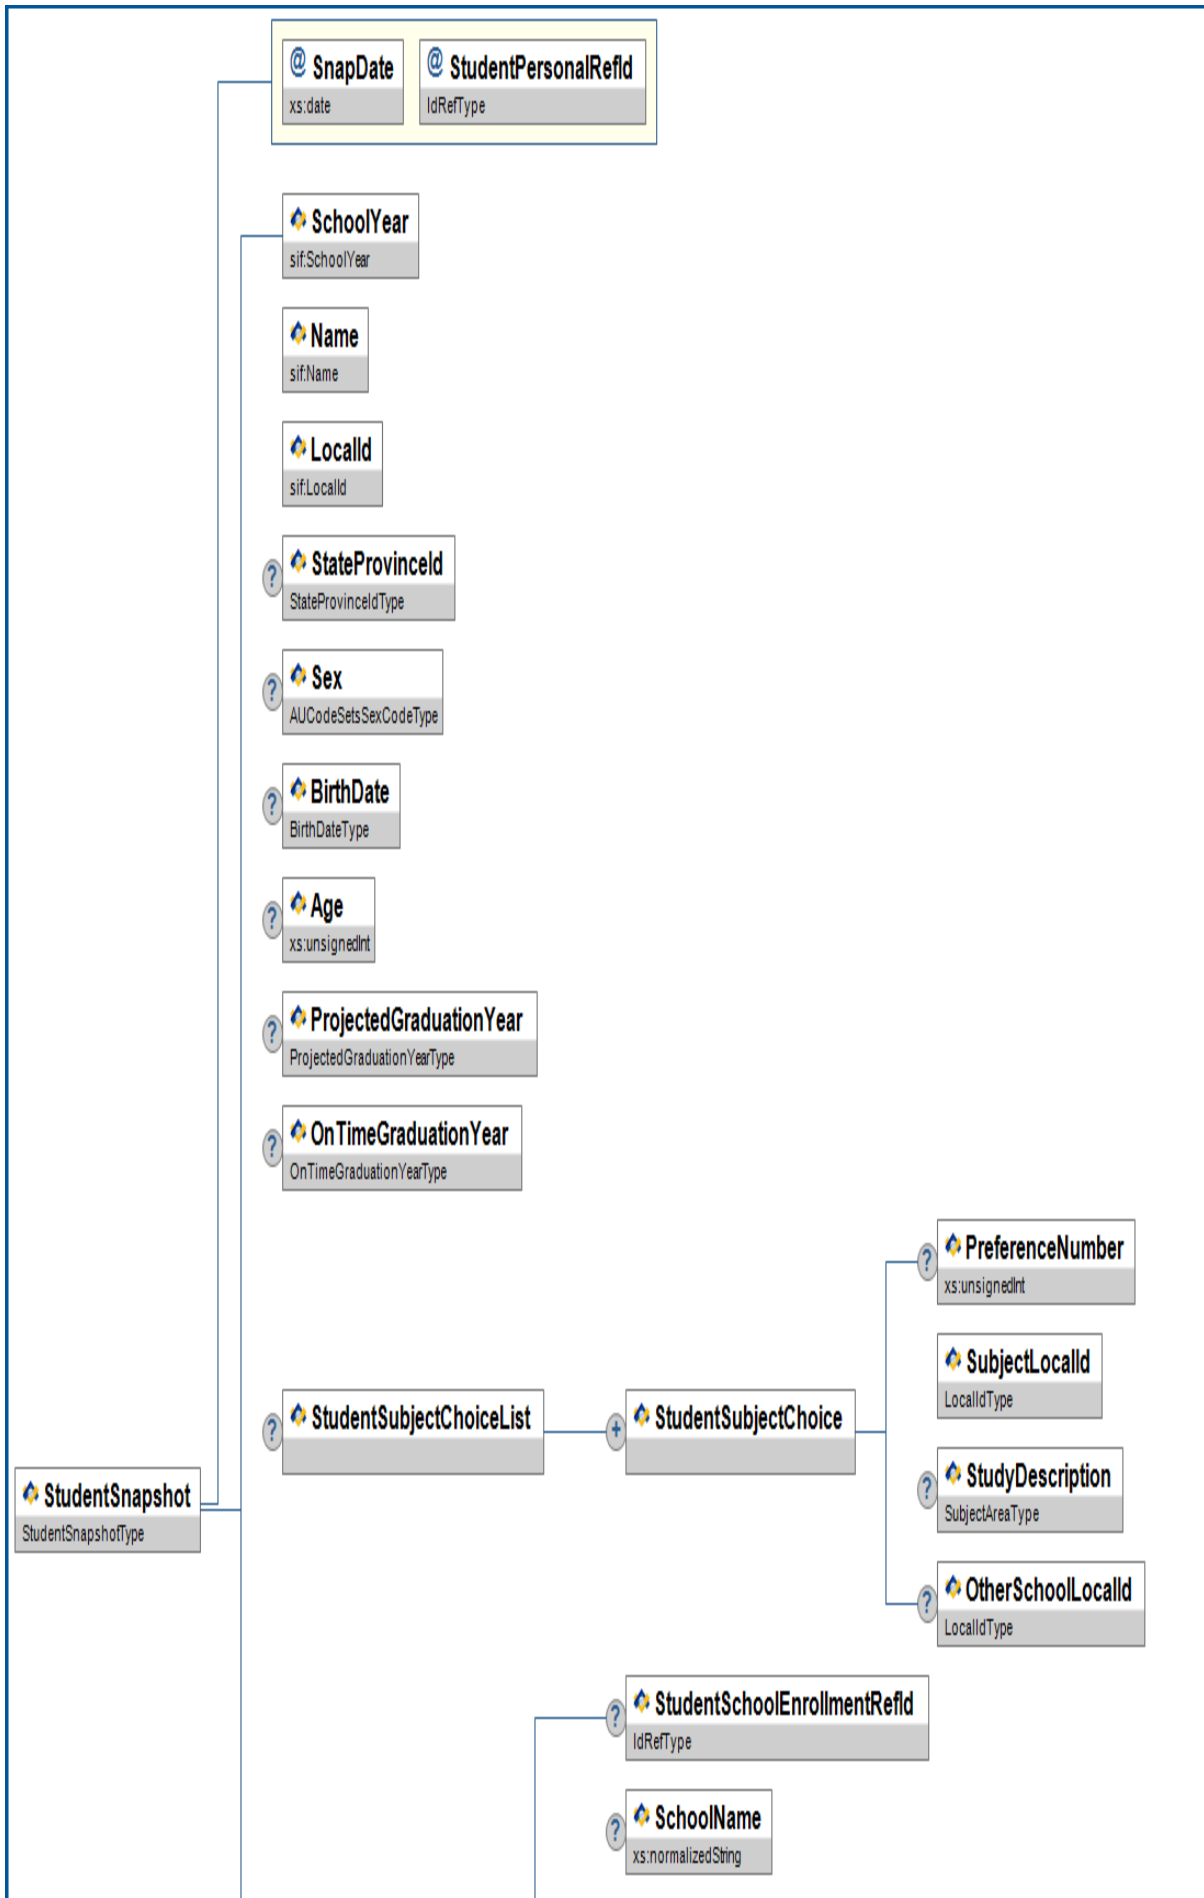 @ SnapDate
xs:date
@ StudentPersonalRefId
IdRefType
SchoolYear
sif:SchoolYear
Name
sif:Name
LocalId
sif:LocalId
? StateProvinceId
StateProvinceIdType
? Sex
AUCodeSetsSexCodeType
? BirthDate
BirthDateType
? Age
xs:unsignedInt
? ProjectedGraduationYear
ProjectedGraduationYearType
? OnTimeGraduationYear
OnTimeGraduationYearType
? PreferenceNumber
xs:unsignedInt
SubjectLocalId
LocalIdType
? StudentSubjectChoiceList
+ StudentSubjectChoice
? StudyDescription
SubjectAreaType
StudentSnapshot
StudentSnapshotType
? OtherSchoolLocalId
LocalIdType
? StudentSchoolEnrollmentRefId
IdRefType
? SchoolName
xs:normalizedString